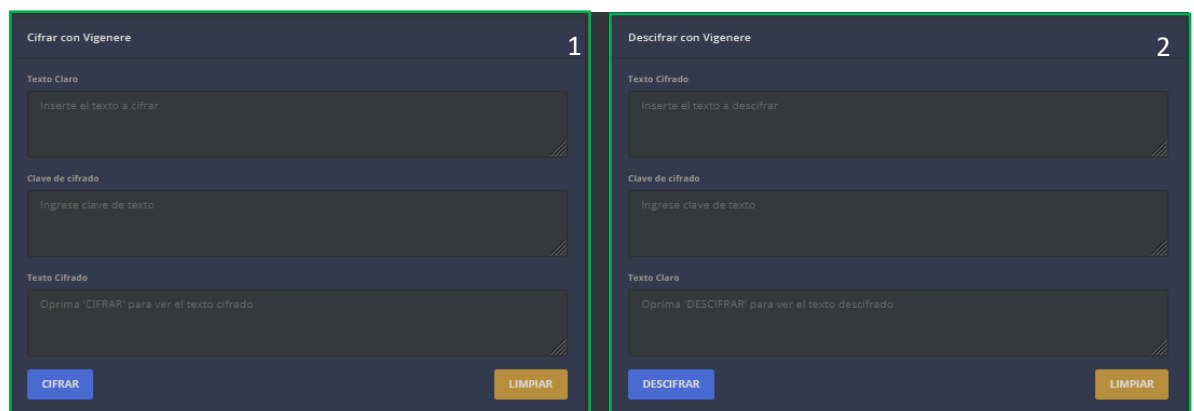 Cifrar con Vigenere
1
Texto Claro
Inserte el texto a cifrar
Clave de cifrado
Ingrese clave de texto
Texto Cifrado
Oprima 'CIFRAR' para ver el texto cifrado
CIFRAR
LIMPIAR
Descifrar con Vigenere
2
Texto Cifrado
Inserte el texto a descifrar
Clave de cifrado
Ingrese clave de texto
Texto Claro
Oprima 'DESCIFRAR' para ver el texto descifrado
DESCIFRAR
LIMPIAR